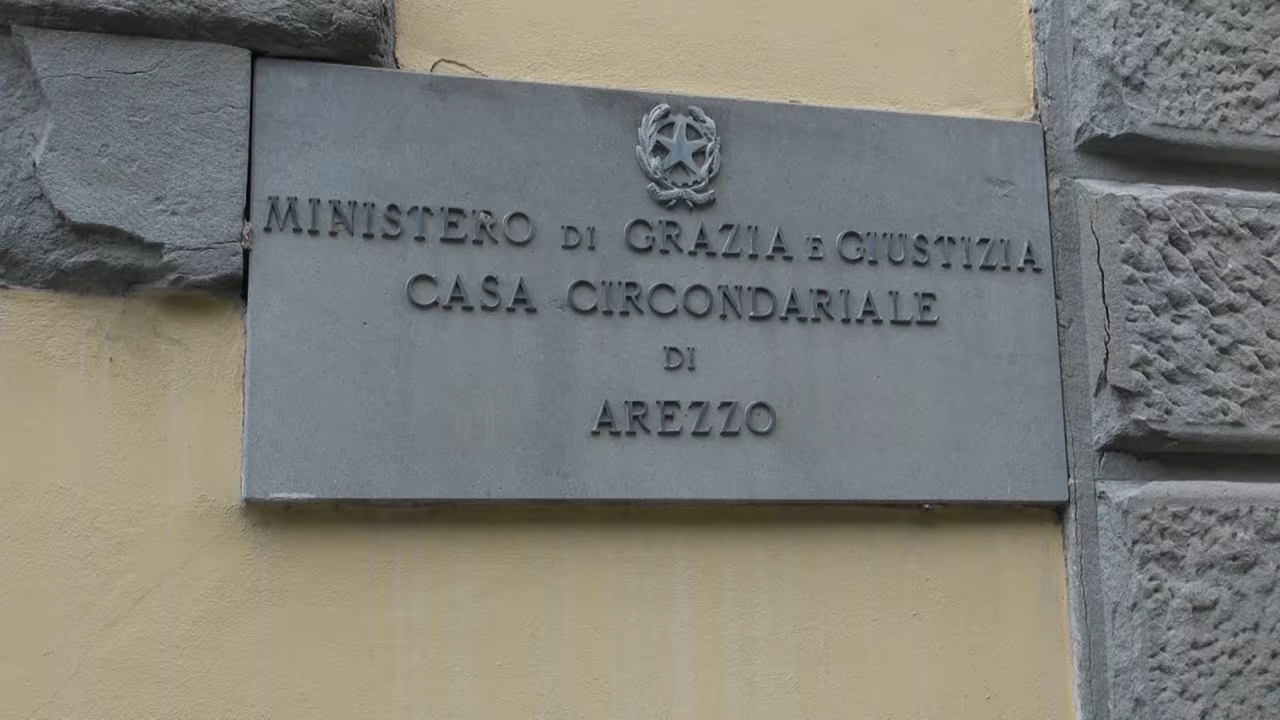 MINISTERO DI GRAZIA E GIUSTIZIA
CASA CIRCONDARIALE
DI
AREZZO